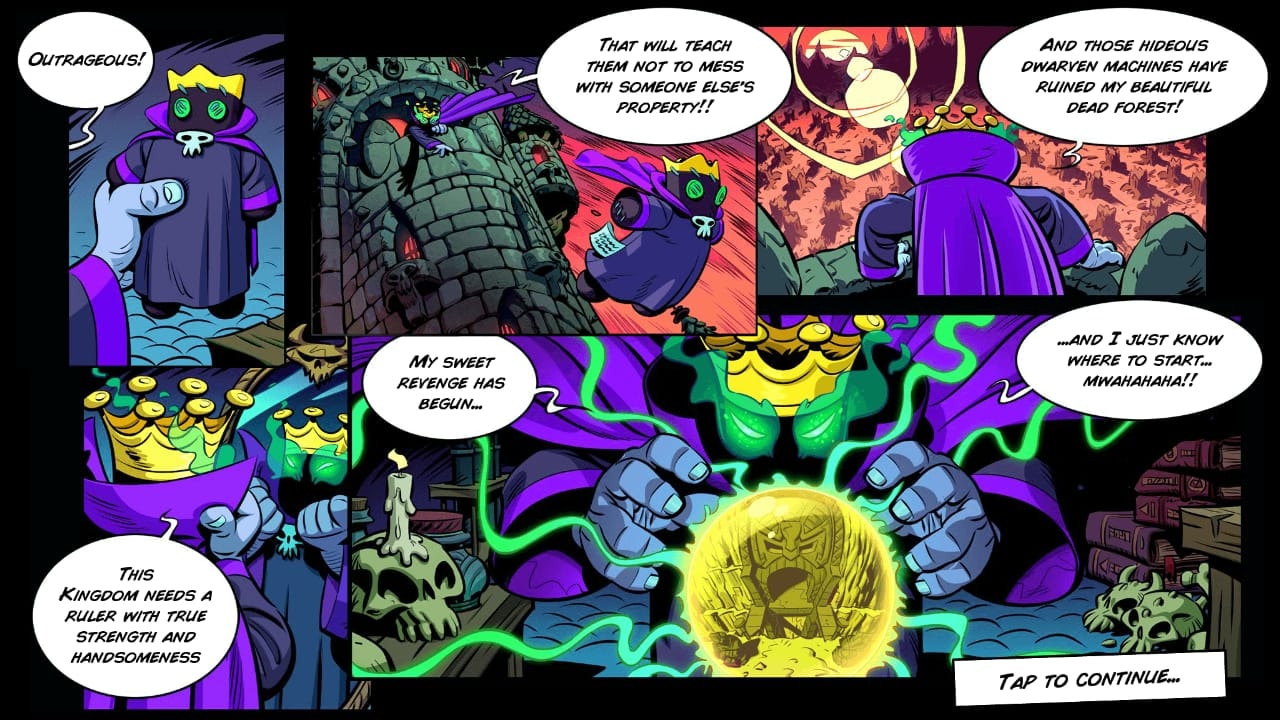 Outrageous!
That will teach
them not to mess
with someone else's
property!!
And those hideous
dwarven machines have
ruined my beautiful
dead forest!
This
Kingdom needs a
ruler with true
strength and
handsomeness
My sweet
revenge has
begun...
...and I just know
where to start...
mwahahaha!!
Tap to continue...